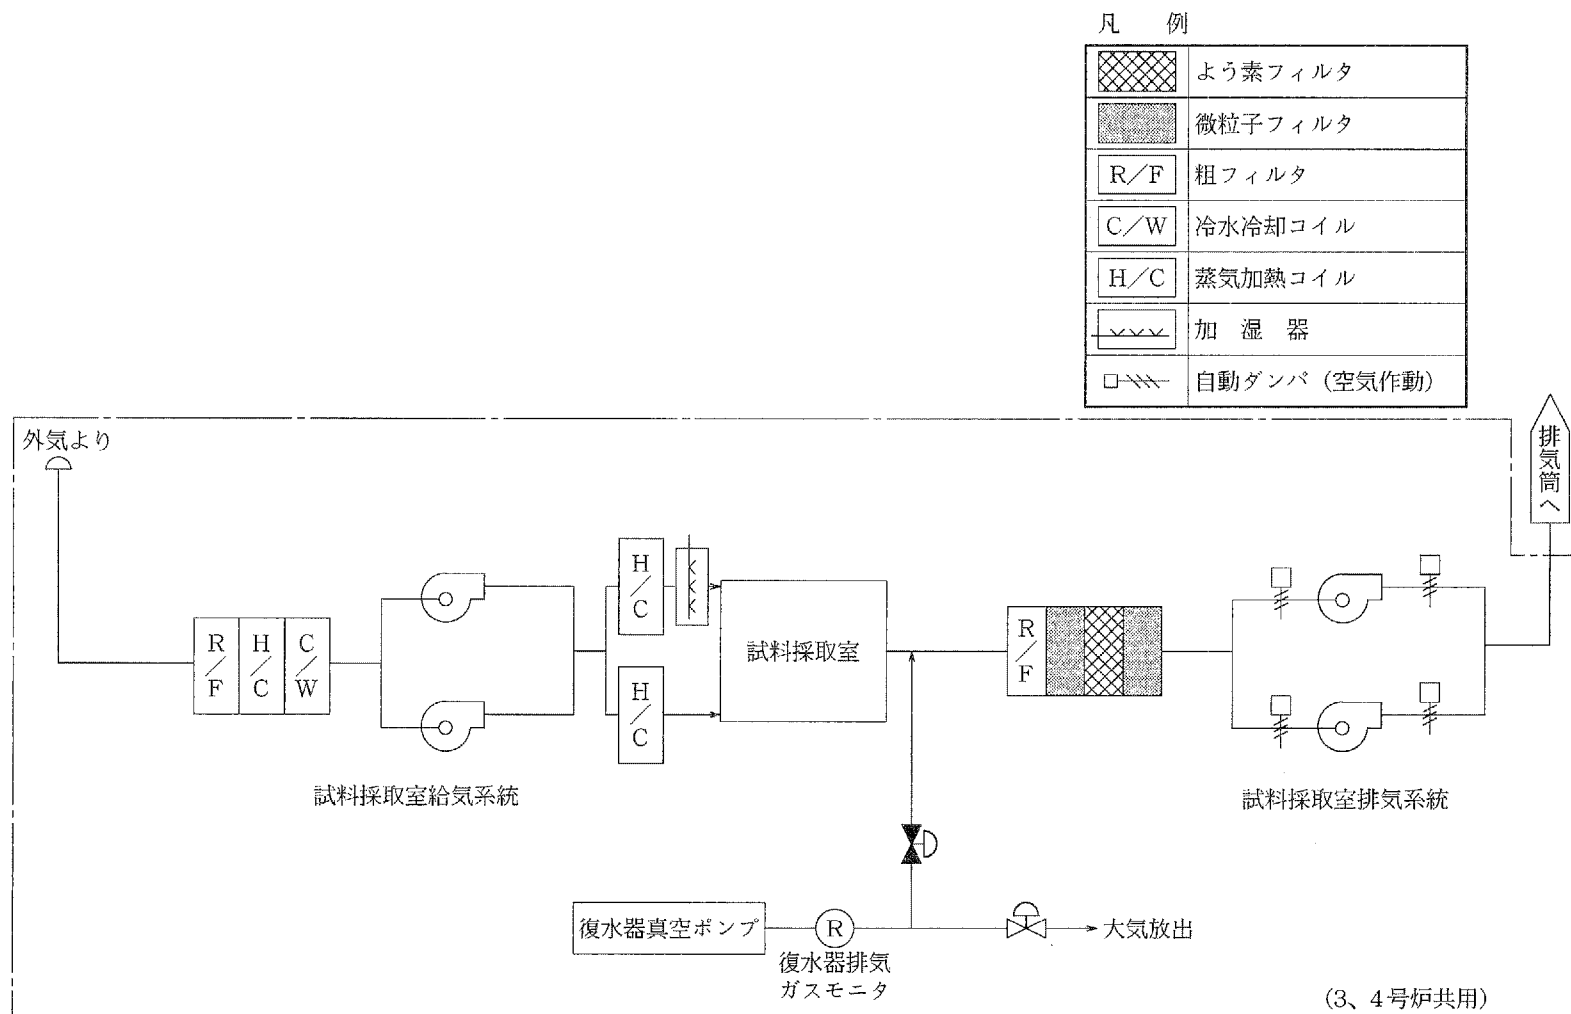 凡 例
よう素フィルタ
微粒子フィルタ
R/F 粗フィルタ
C/W 冷水冷却コイル
H/C 蒸気加熱コイル
加 湿 器
自動ダンパ(空気作動)
外気より
排気筒へ
R/F
H/C
C/W
H/C
H/C
試料採取室
R/F
試料採取室給気系統
試料採取室排気系統
復水器真空ポンプ
R
大気放出
復水器排気
ガスモニタ
(3、4号炉共用)